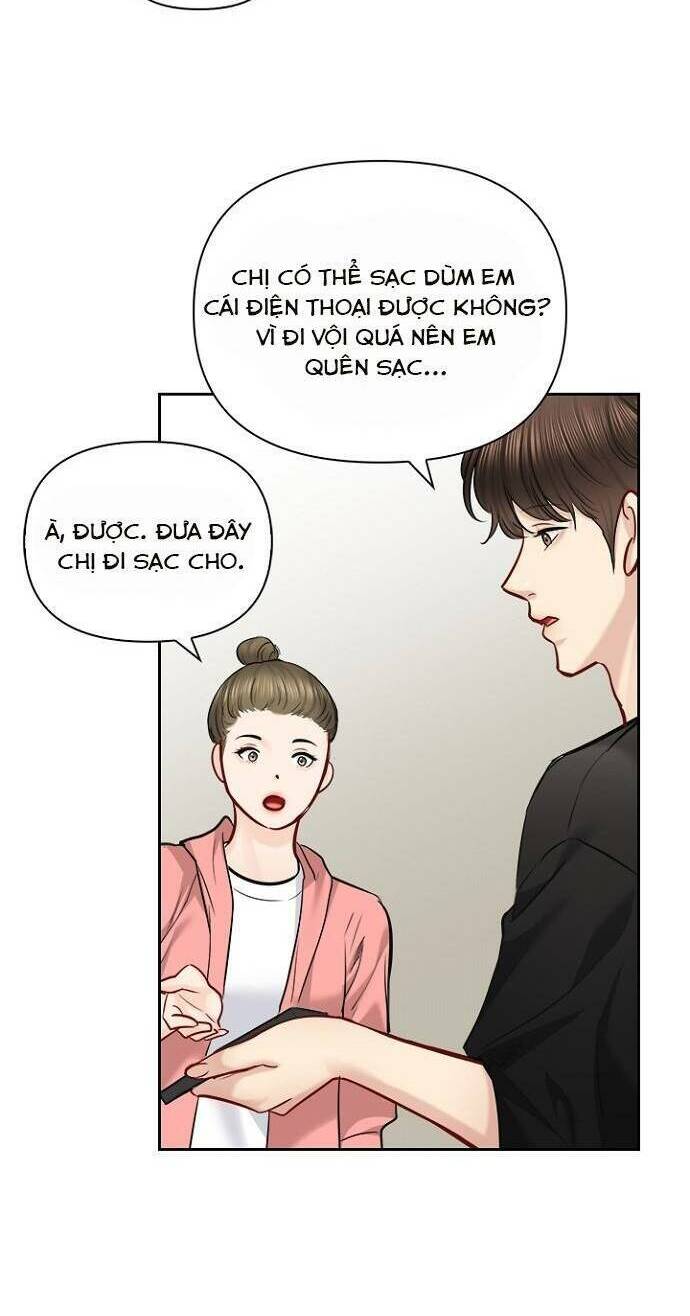 CHỊ CÓ THỂ SẠC DÙM EM
CÁI ĐIỆN THOẠI ĐƯỢC KHÔNG?
VÌ ĐI VỘI QUÁ NÊN EM
QUÊN SẠC...
À, ĐƯỢC. ĐƯA ĐÂY
CHỊ ĐI SẠC CHO.